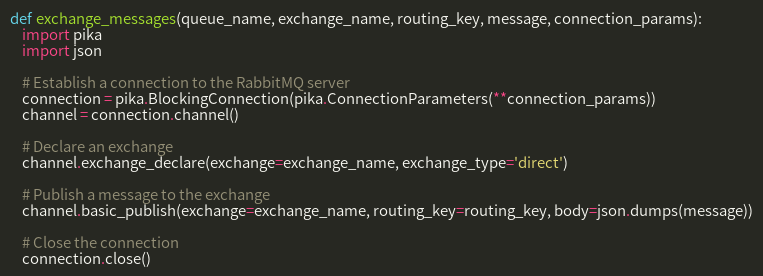 def exchange_messages(queue_name, exchange_name, routing_key, message, connection_params):
    import pika
    import json

    # Establish a connection to the RabbitMQ server
    connection = pika.BlockingConnection(pika.ConnectionParameters(**connection_params))
    channel = connection.channel()

    # Declare an exchange
    channel.exchange_declare(exchange=exchange_name, exchange_type='direct')

    # Publish a message to the exchange
    channel.basic_publish(exchange=exchange_name, routing_key=routing_key, body=json.dumps(message))

    # Close the connection
    connection.close()